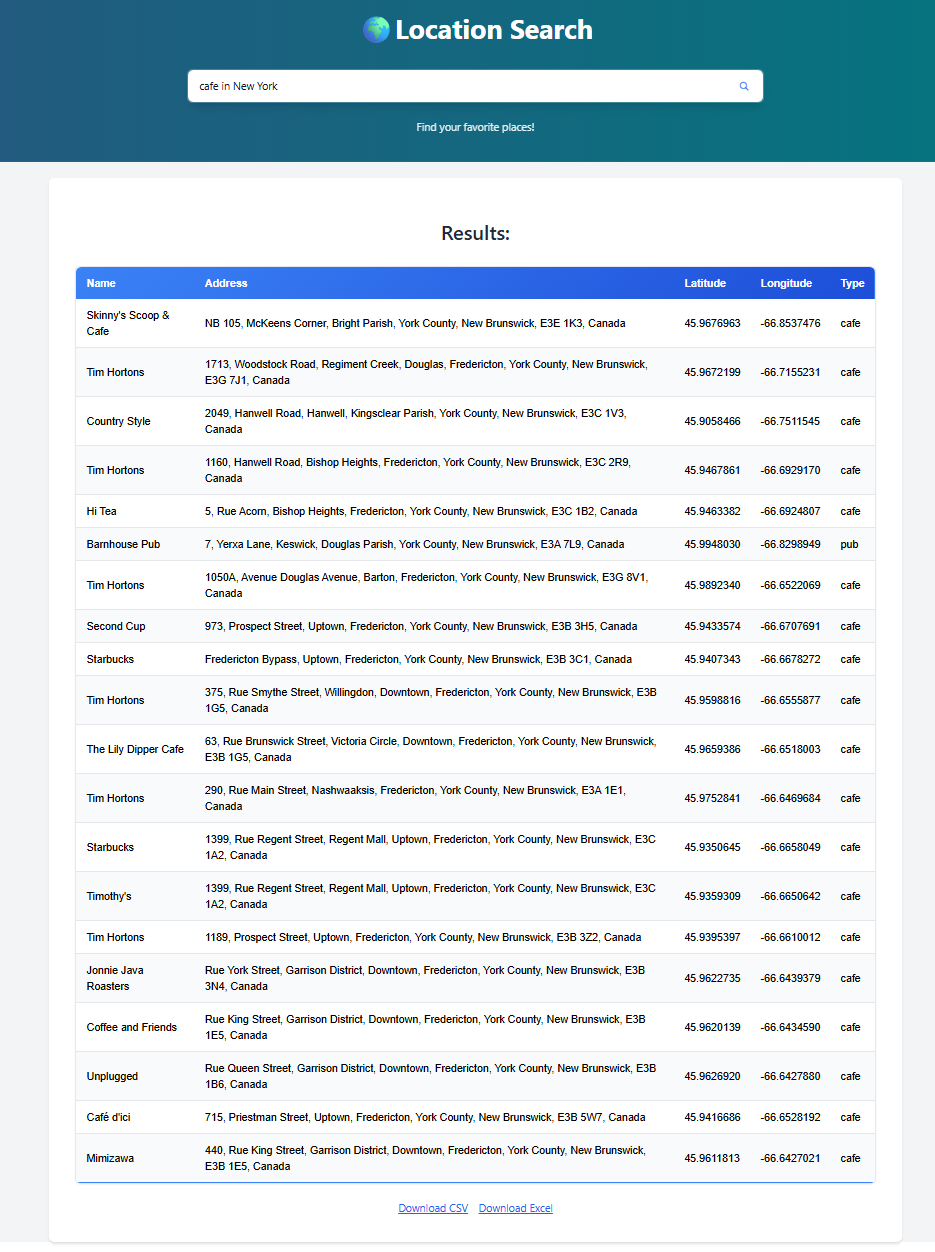 Location Search
cafe in New York
Find your favorite places!
Results:
Name Address Latitude Longitude Type
Skinny's Scoop &
Cafe
NB 105, McKeens Corner, Bright Parish, York County, New Brunswick, E3E 1K3, Canada 45.9676963 -66.8537476 cafe
Tim Hortons
1713, Woodstock Road, Regiment Creek, Douglas, Fredericton, York County, New Brunswick,
E3G 7J1, Canada
45.9672199 -66.7155231 cafe
Country Style
2049, Hanwell Road, Hanwell, Kingsclear Parish, York County, New Brunswick, E3C 1V3,
Canada
45.9058466 -66.7511545 cafe
Tim Hortons
1160, Hanwell Road, Bishop Heights, Fredericton, York County, New Brunswick, E3C 2R9,
Canada
45.9467861 -66.6929170 cafe
Hi Tea 5, Rue Acorn, Bishop Heights, Fredericton, York County, New Brunswick, E3C 1B2, Canada 45.9463382 -66.6924807 cafe
Barnhouse Pub 7, Yerxa Lane, Keswick, Douglas Parish, York County, New Brunswick, E3A 7L9, Canada 45.9948030 -66.8298949 pub
Tim Hortons
1050A, Avenue Douglas Avenue, Barton, Fredericton, York County, New Brunswick, E3G 8V1,
Canada
45.9892340 -66.6522069 cafe
Second Cup 973, Prospect Street, Uptown, Fredericton, York County, New Brunswick, E3B 3H5, Canada 45.9433574 -66.6707691 cafe
Starbucks Fredericton Bypass, Uptown, Fredericton, York County, New Brunswick, E3B 3C1, Canada 45.9407343 -66.6678272 cafe
Tim Hortons
375, Rue Smythe Street, Willingdon, Downtown, Fredericton, York County, New Brunswick, E3B
1G5, Canada
45.9598816 -66.6555877 cafe
The Lily Dipper Cafe
63, Rue Brunswick Street, Victoria Circle, Downtown, Fredericton, York County, New Brunswick,
E3B 1G5, Canada
45.9659386 -66.6518003 cafe
Tim Hortons
290, Rue Main Street, Nashwaaksis, Fredericton, York County, New Brunswick, E3A 1E1,
Canada
45.9752841 -66.6469684 cafe
Starbucks
1399, Rue Regent Street, Regent Mall, Uptown, Fredericton, York County, New Brunswick, E3C
1A2, Canada
45.9350645 -66.6658049 cafe
Timothy's
1399, Rue Regent Street, Regent Mall, Uptown, Fredericton, York County, New Brunswick, E3C
1A2, Canada
45.9359309 -66.6650642 cafe
Tim Hortons 1189, Prospect Street, Uptown, Fredericton, York County, New Brunswick, E3B 3Z2, Canada 45.9395397 -66.6610012 cafe
Jonnie Java
Roasters
Rue York Street, Garrison District, Downtown, Fredericton, York County, New Brunswick, E3B
3N4, Canada
45.9622735 -66.6439379 cafe
Coffee and Friends
Rue King Street, Garrison District, Downtown, Fredericton, York County, New Brunswick, E3B
1E5, Canada
45.9620139 -66.6434590 cafe
Unplugged
Rue Queen Street, Garrison District, Downtown, Fredericton, York County, New Brunswick, E3B
1B6, Canada
45.9626920 -66.6427880 cafe
Café d'ici 715, Priestman Street, Uptown, Fredericton, York County, New Brunswick, E3B 5W7, Canada 45.9416686 -66.6528192 cafe
Mimizawa
440, Rue King Street, Garrison District, Downtown, Fredericton, York County, New Brunswick,
E3B 1E5, Canada
45.9611813 -66.6427021 cafe
Download CSV Download Excel